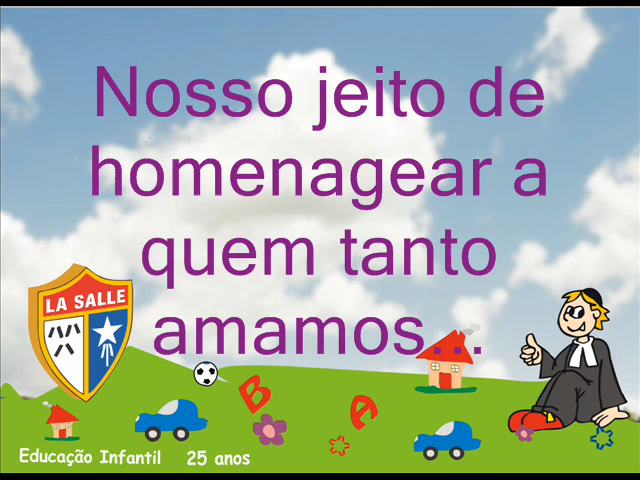 Nosso jeito de
homenagear a
quem tanto
amamos...
LA SALLE
B
A
Educação Infantil 25 anos